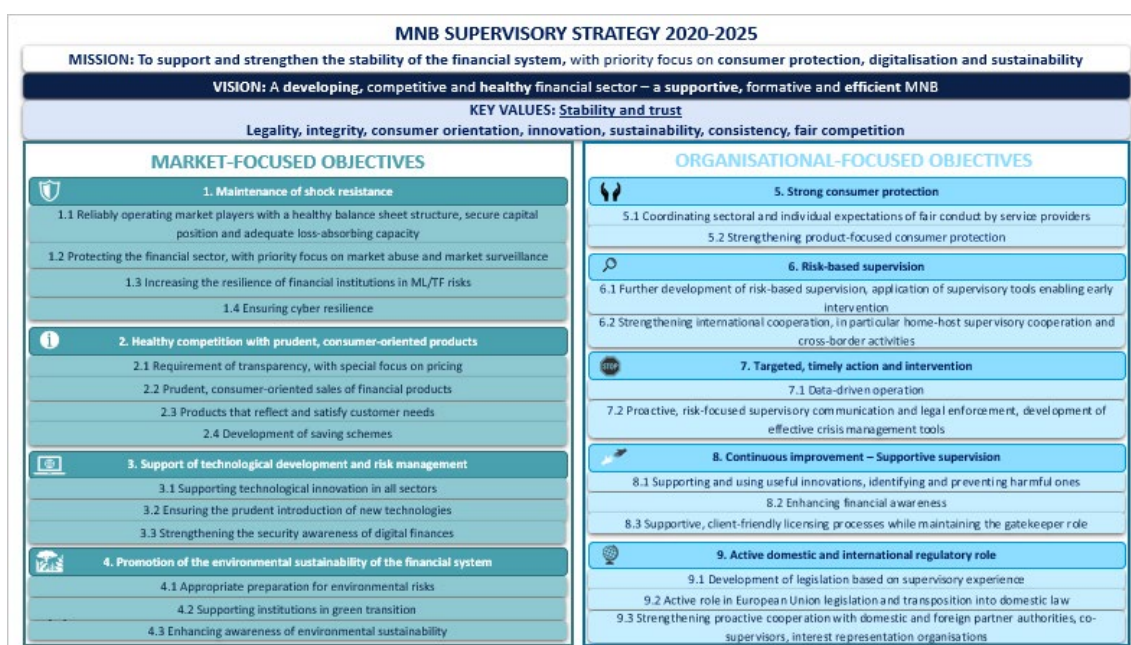 MNB SUPERVISORY STRATEGY 2020-2025
MISSION: To support and strengthen the stability of the financial system, with priority focus on consumer protection, digitalisation and sustainability
VISION: A developing, competitive and healthy financial sector – a supportive, formative and efficient MNB
KEY VALUES: Stability and trust
Legality, integrity, consumer orientation, innovation, sustainability, consistency, fair competition
MARKET-FOCUSED OBJECTIVES
1. Maintenance of shock resistance
1.1 Reliably operating market players with a healthy balance sheet structure, secure capital
position and adequate loss-absorbing capacity
1.2 Protecting the financial sector, with priority focus on market abuse and market surveillance
1.3 Increasing the resilience of financial institutions in ML/TF risks
1.4 Ensuring cyber resilience
2. Healthy competition with prudent, consumer-oriented products
2.1 Requirement of transparency, with special focus on pricing
2.2 Prudent, consumer-oriented sales of financial products
2.3 Products that reflect and satisfy customer needs
2.4 Development of saving schemes
3. Support of technological development and risk management
3.1 Supporting technological innovation in all sectors
3.2 Ensuring the prudent introduction of new technologies
3.3 Strengthening the security awareness of digital finances
4. Promotion of the environmental sustainability of the financial system
4.1 Appropriate preparation for environmental risks
4.2 Supporting institutions in green transition
4.3 Enhancing awareness of environmental sustainability
ORGANISATIONAL-FOCUSED OBJECTIVES
5. Strong consumer protection
5.1 Coordinating sectoral and individual expectations of fair conduct by service providers
5.2 Strengthening product-focused consumer protection
6. Risk-based supervision
6.1 Further development of risk-based supervision, application of supervisory tools enabling early
intervention
6.2 Strengthening international cooperation, in particular home-host supervisory cooperation and
cross-border activities
STOP
7. Targeted, timely action and intervention
7.1 Data-driven operation
7.2 Proactive, risk-focused supervisory communication and legal enforcement, development of
effective crisis management tools
8. Continuous improvement – Supportive supervision
8.1 Supporting and using useful innovations, identifying and preventing harmful ones
8.2 Enhancing financial awareness
8.3 Supportive, client-friendly licensing processes while maintaining the gatekeeper role
9. Active domestic and international regulatory role
9.1 Development of legislation based on supervisory experience
9.2 Active role in European Union legislation and transposition into domestic law
9.3 Strengthening proactive cooperation with domestic and foreign partner authorities, co-
supervisors, interest representation organisations